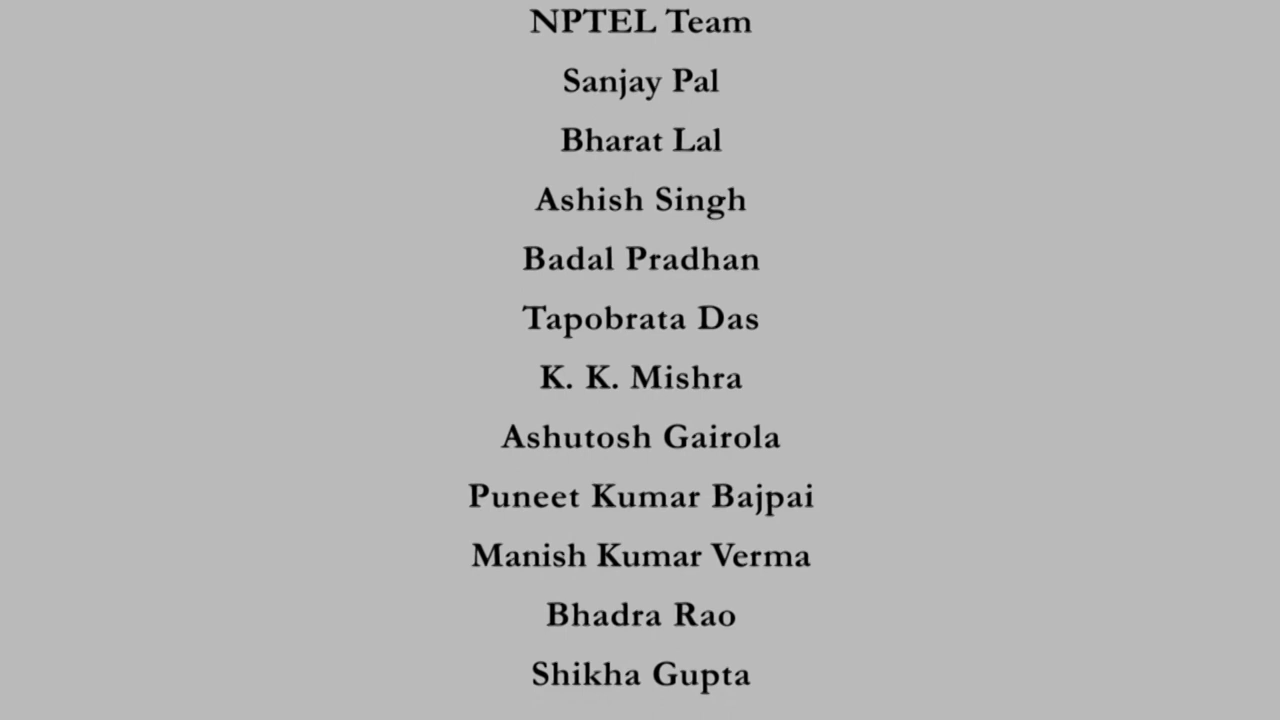 NPTEL Team
Sanjay Pal
Bharat Lal
Ashish Singh
Badal Pradhan
Tapobrata Das
K. K. Mishra
Ashutosh Gairola
Puneet Kumar Bajpai
Manish Kumar Verma
Bhadra Rao
Shikha Gupta